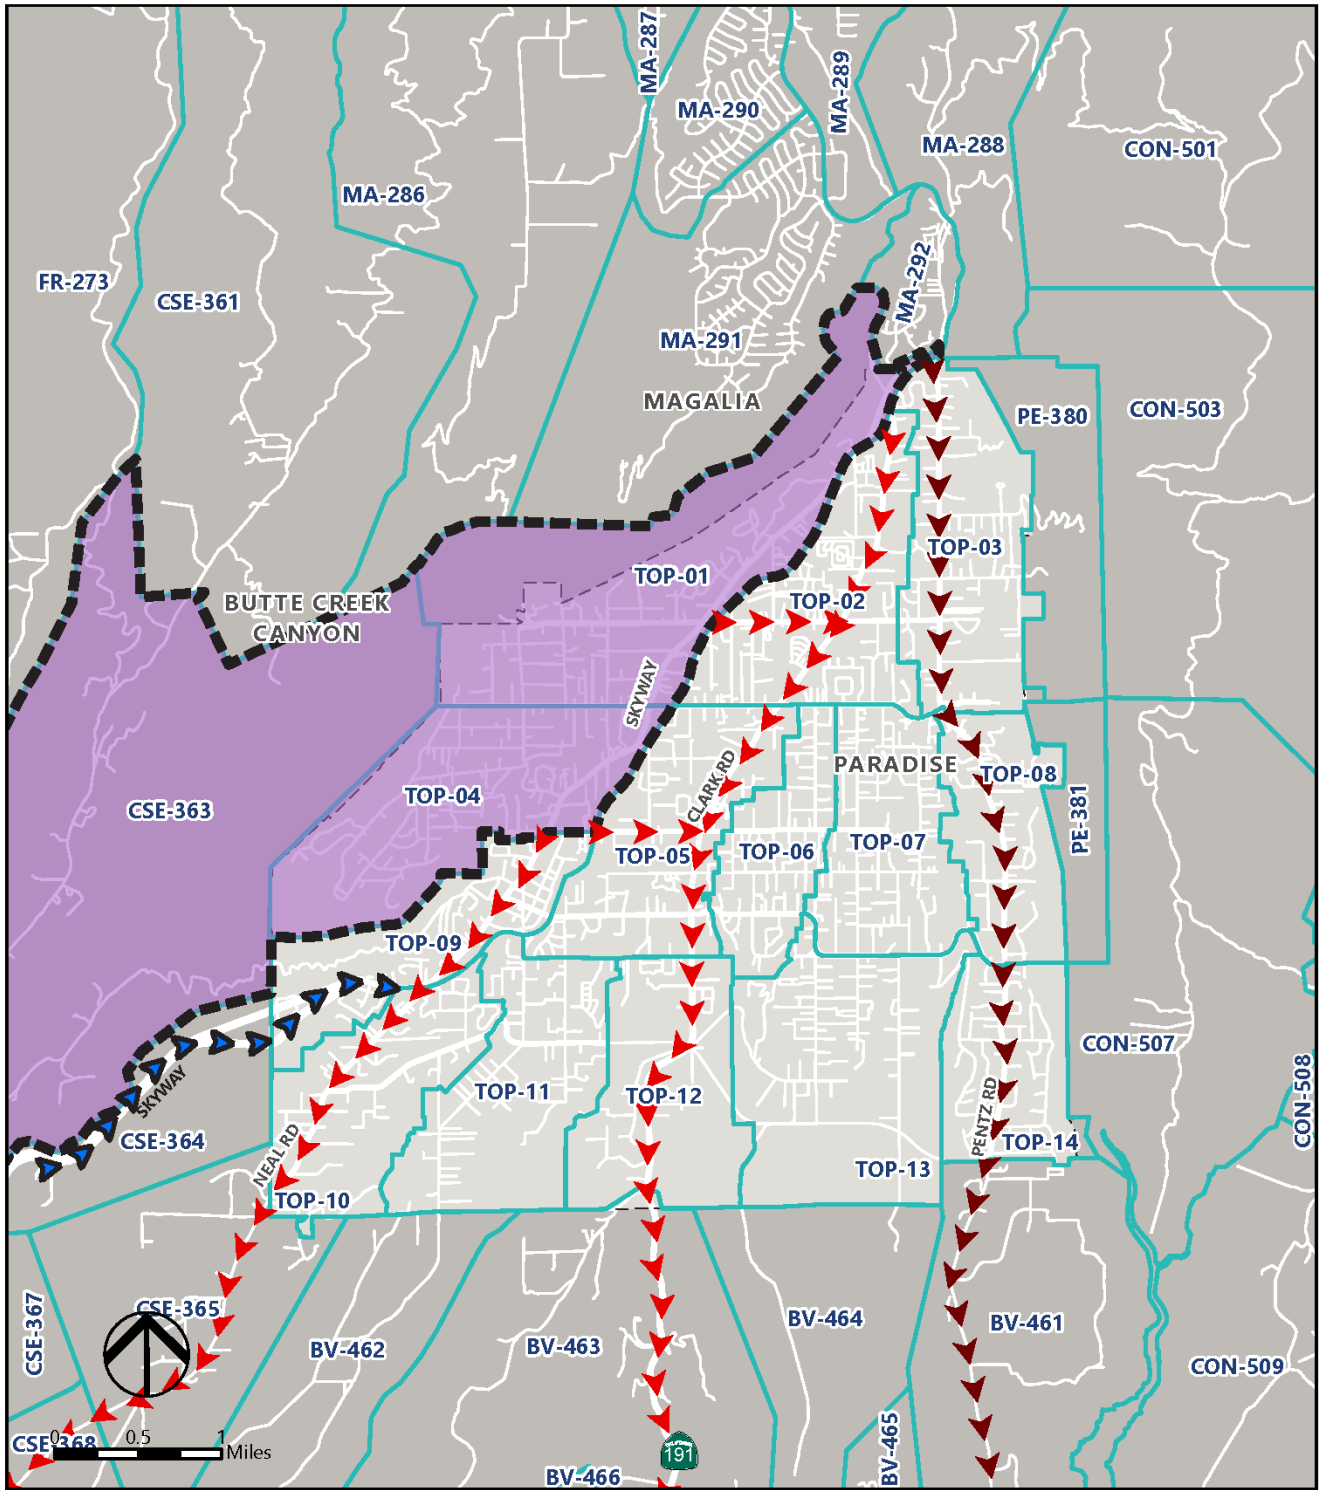 MA-287
MA-290
MA-289
MA-288
CON-501
MA-286
FR-273
CSE-361
MA-292
MA-291
MAGALIA
PE-380
CON-503
TOP-03
TOP-01
BUTTE CREEK
CANYON
TOP-02
SKYWAY
PARADISE
TOP-08
CLARK RD
TOP-04
CSE-363
PE-381
TOP-05
TOP-06
TOP-07
TOP-09
CON-507
CON-508
SKYWAY
TOP-11
TOP-12
PENTZ RD
CSE-364
NEAL RD
TOP-14
TOP-13
TOP-10
CSE-365
CSE-367
BV-462
BV-463
BV-464
BV-461
CON-509
CSE-368
0 0.5 1
Miles
CALIFORNIA
191
BV-465
BV-466